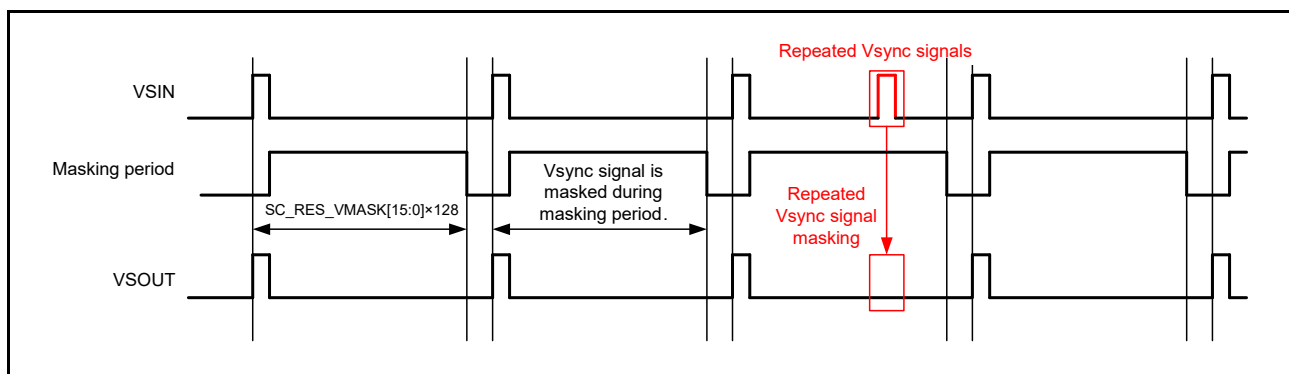 Repeated Vsync signals
VSIN
Masking period
Vsync signal is
masked during
masking period.
SC_RES_VMASK[15:0]×128
Repeated
Vsync signal
masking
VSOUT